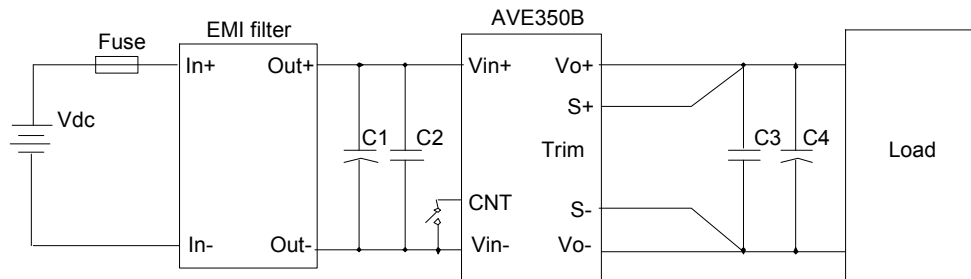 AVE350B
EMI filter
Fuse
In+ Out+ Vin+ Vo+
S+
Vdc
C1 C2 Trim C3 C4 Load
CNT
S-
In- Out- Vin- Vo-